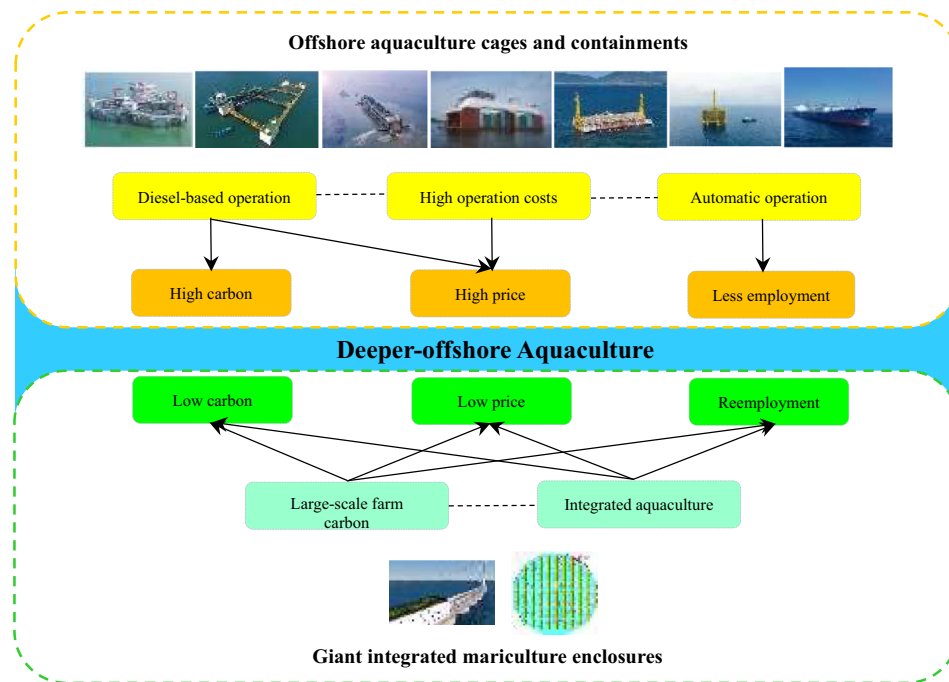 Offshore aquaculture cages and containments
Diesel-based operation
High operation costs
Automatic operation
High carbon
High price
Less employment
Deeper-offshore Aquaculture
Low carbon
Low price
Reemployment
Large-scale farm
carbon
Integrated aquaculture
Giant integrated mariculture enclosures